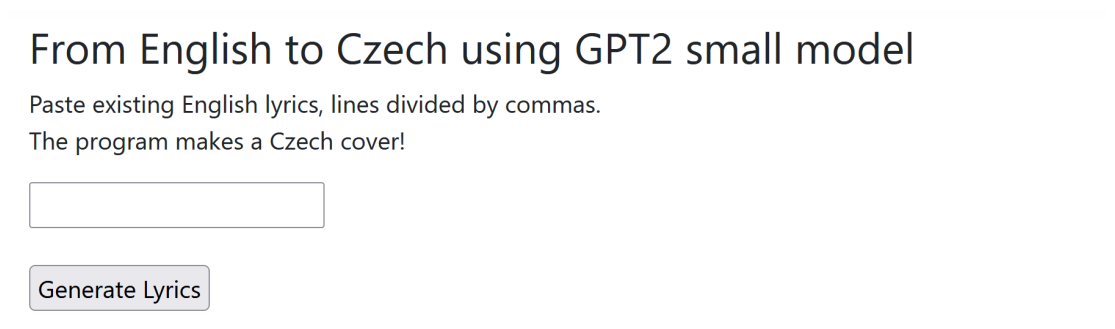 From English to Czech using GPT2 small model
Paste existing English lyrics, lines divided by commas.
The program makes a Czech cover!
Generate Lyrics